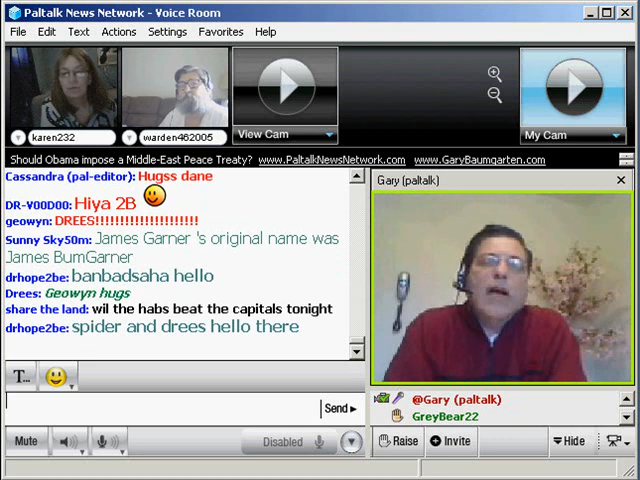 Paltalk News Network - Voice Room
File Edit Text Actions Settings Favorites Help
karen232
warden462005
View Cam
My Cam
Should Obama impose a Middle-East Peace Treaty? www.PaltalkNewsNetwork.com www.GaryBaumgarten.com
Cassandra (pal-editor): Hugss dane
DR-V00D00: Hiya 2B
geowyn: DREES!!!!!!!!!!!!!!!!!!!!!
Sunny Sky50m: James Garner 's original name was
James BumGarner
drhope2be: banbadsaha hello
Drees: Geowyn hugs
share the land: wil the habs beat the capitals tonight
drhope2be: spider and drees hello there
Gary (paltalk)
T...
Send
@Gary (paltalk)
GreyBear22
Mute
Disabled
Raise
Invite
Hide